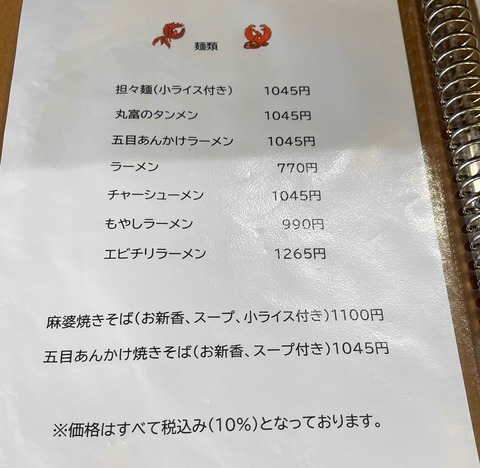 麺類
担々麺(小ライス付き) 1045円
丸富のタンメン 1045円
五目あんかけラーメン 1045円
ラーメン 770円
チャーシューメン 1045円
もやしラーメン 990円
エビチリラーメン 1265円
麻婆焼きそば(お新香、スープ、小ライス付き)1100円
五目あんかけ焼きそば(お新香、スープ付き)1045円
※価格はすべて税込み(10%)となっております。